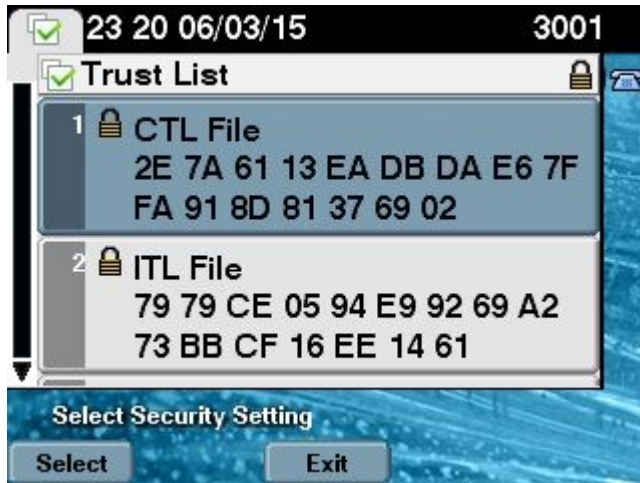 23 20 06/03/15 3001
Trust List
1 CTL File
2E 7A 61 13 EA DB DA E6 7F
FA 91 8D 81 37 69 02
2 ITL File
79 79 CE 05 94 E9 92 69 A2
73 BB CF 16 EE 14 61
Select Security Setting
Select Exit